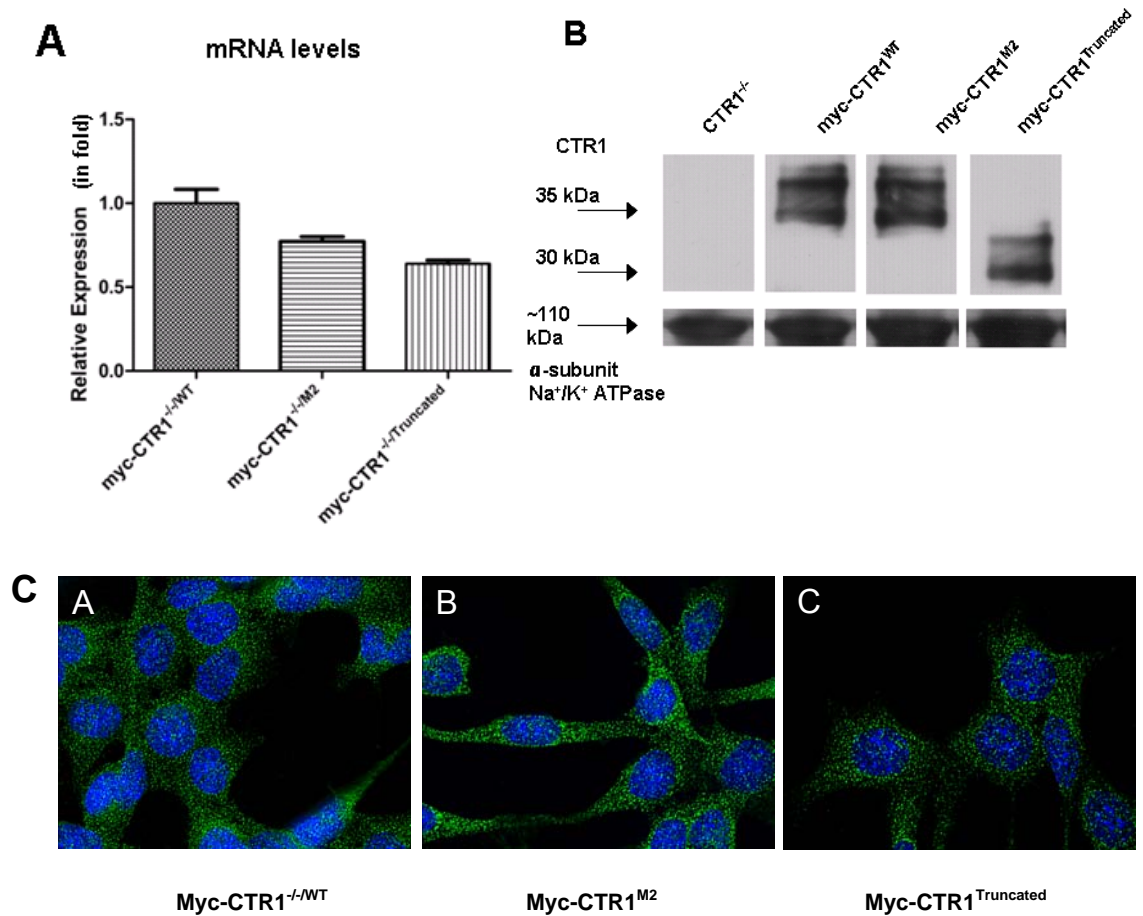 A
mRNA levels
Relative Expression (in fold)
1.5
1.0
0.5
0.0
myc-CTR1-/-/WT
myc-CTR1-/-/M2
myc-CTR1-/-/Truncated
B
CTR1-/-
myc-CTR1WT
myc-CTR1M2
myc-CTR1Truncated
CTR1
35 kDa
30 kDa
~110
kDa
α-subunit
Na+/K+ ATPase
C
A
B
C
Myc-CTR1-/-/WT
Myc-CTR1M2
Myc-CTR1Truncated